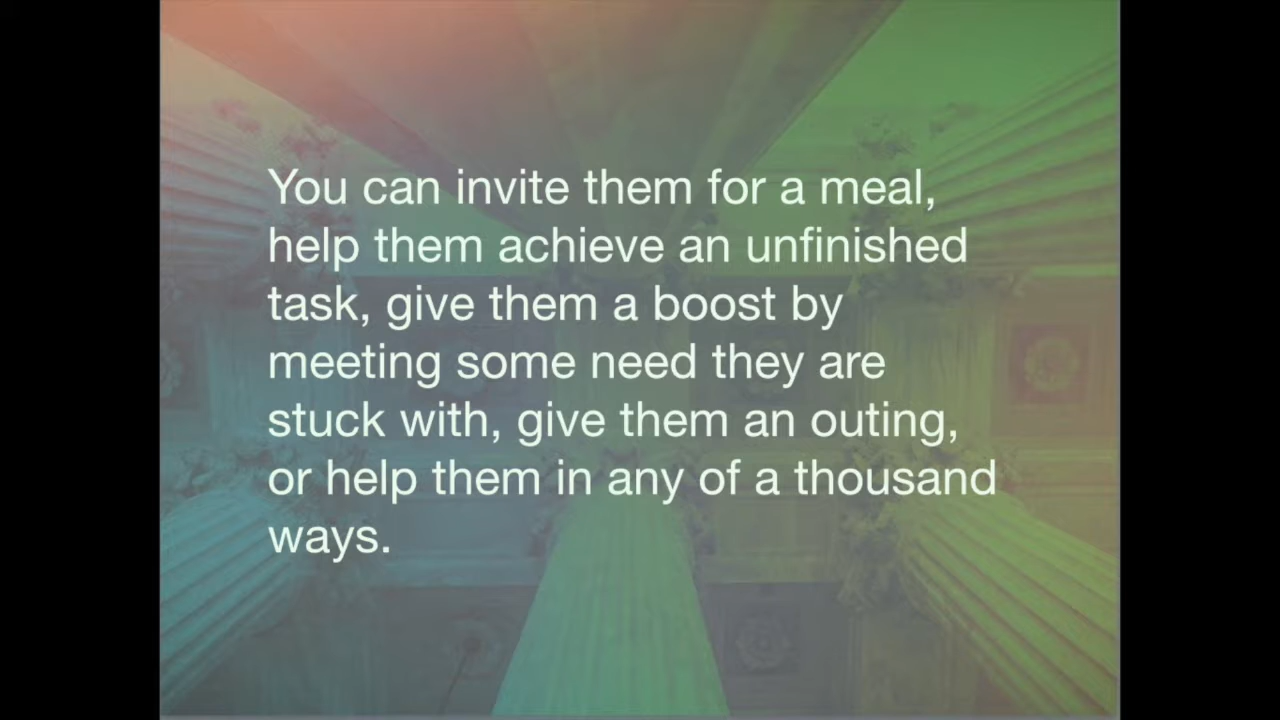 You can invite them for a meal,
help them achieve an unfinished
task, give them a boost by
meeting some need they are
stuck with, give them an outing,
or help them in any of a thousand
ways.